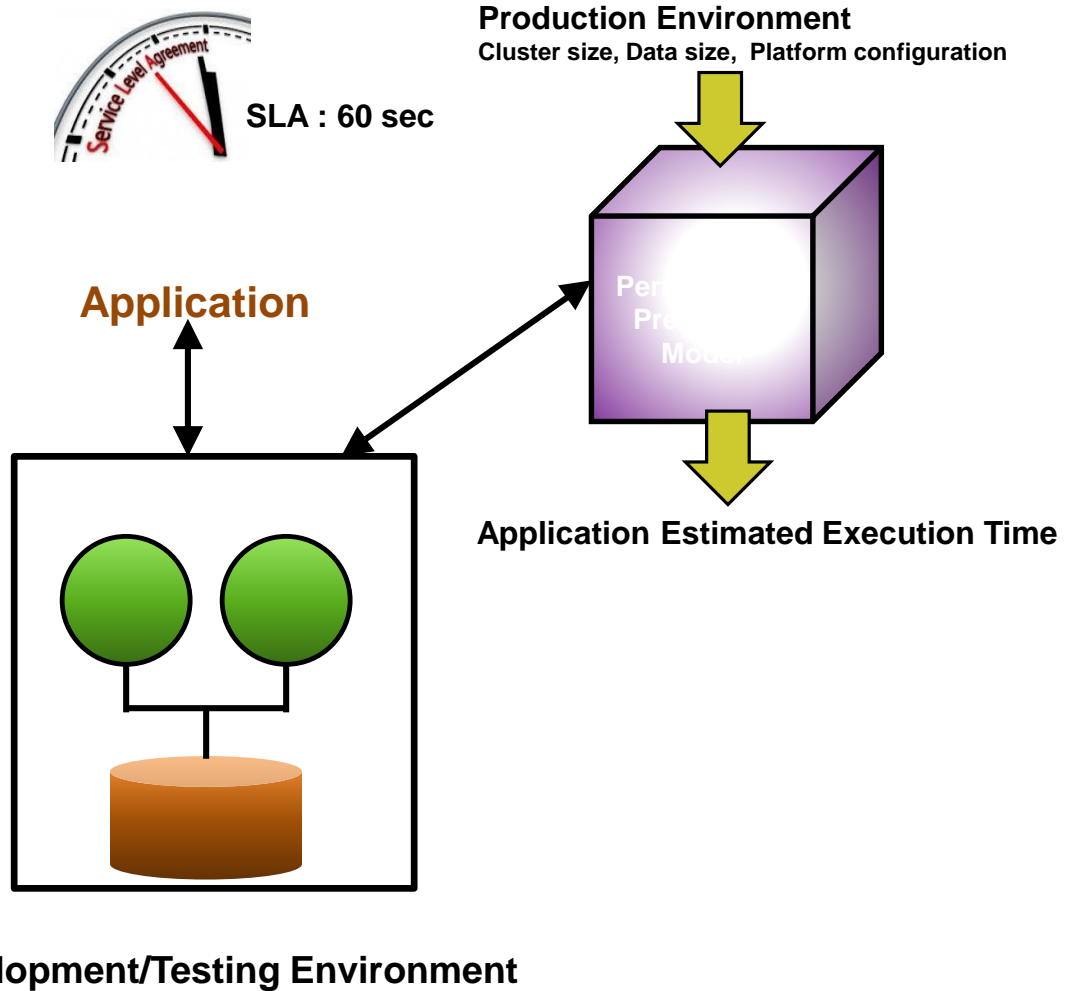 Service Level Agreement
SLA : 60 sec
Production Environment
Cluster size, Data size, Platform configuration
Application
Model
Application Estimated Execution Time
lopment/Testing Environment